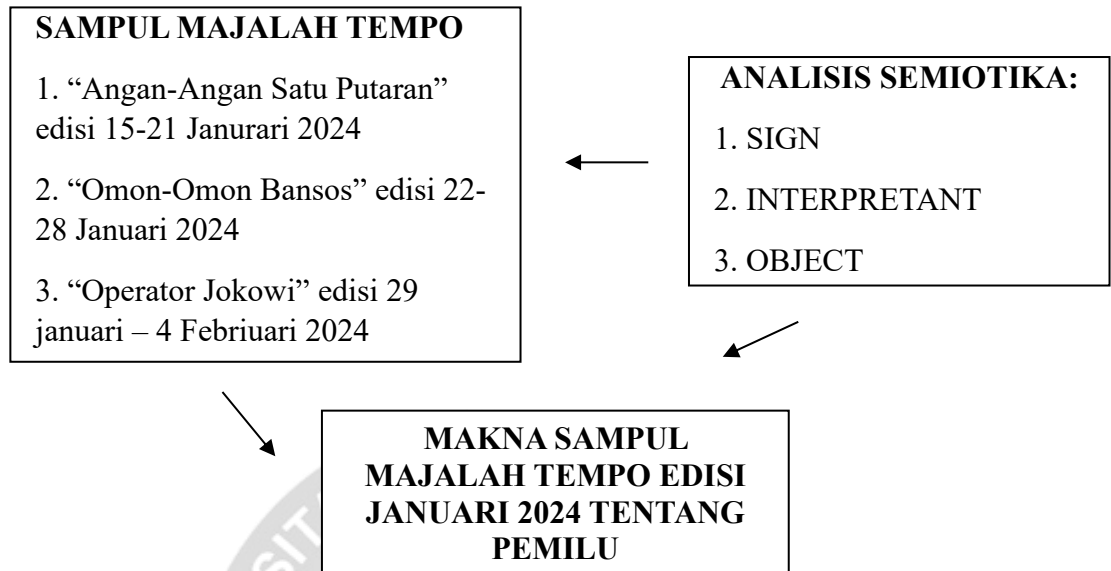 SAMPUL MAJALAH TEMPO
1. “Angan-Angan Satu Putaran”
edisi 15-21 Janurari 2024
2. “Omon-Omon Bansos” edisi 22-
28 Januari 2024
3. “Operator Jokowi” edisi 29
januari – 4 Febriuari 2024
ANALISIS SEMIOTIKA:
1. SIGN
2. INTERPRETANT
3. OBJECT
MAKNA SAMPUL
MAJALAH TEMPO EDISI
JANUARI 2024 TENTANG
PEMILU